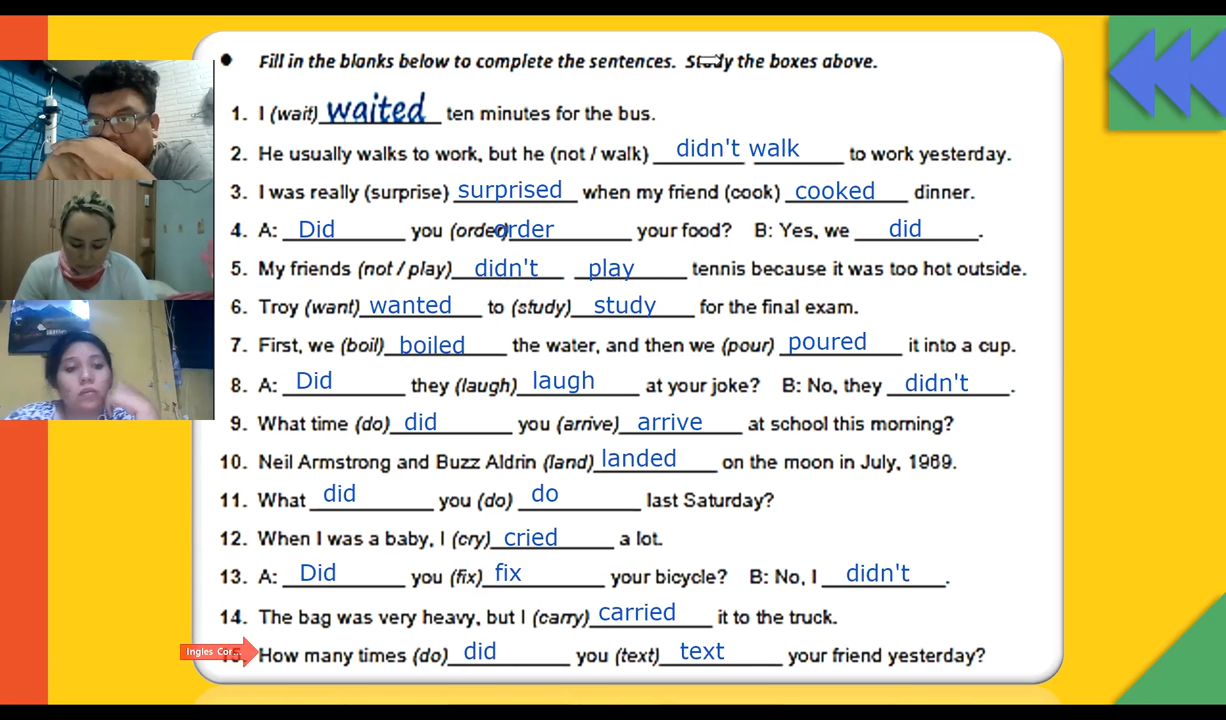 Fill in the blanks below to complete the sentences. Study the boxes above.
1. I (wait) waited ten minutes for the bus.
2. He usually walks to work, but he (not / walk) didn't walk to work yesterday.
3. I was really (surprise) surprised when my friend (cook) cooked dinner.
4. A: Did you (order) order your food? B: Yes, we did.
5. My friends (not / play) didn't play tennis because it was too hot outside.
6. Troy (want) wanted to (study) study for the final exam.
7. First, we (boil) boiled the water, and then we (pour) poured it into a cup.
8. A: Did they (laugh) laugh at your joke? B: No, they didn't.
9. What time (do) did you (arrive) arrive at school this morning?
10. Neil Armstrong and Buzz Aldrin (land) landed on the moon in July, 1969.
11. What did you (do) do last Saturday?
12. When I was a baby, I (cry) cried a lot.
13. A: Did you (fix) fix your bicycle? B: No, I didn't.
14. The bag was very heavy, but I (carry) carried it to the truck.
Ingles Cor...
15. How many times (do) did you (text) text your friend yesterday?